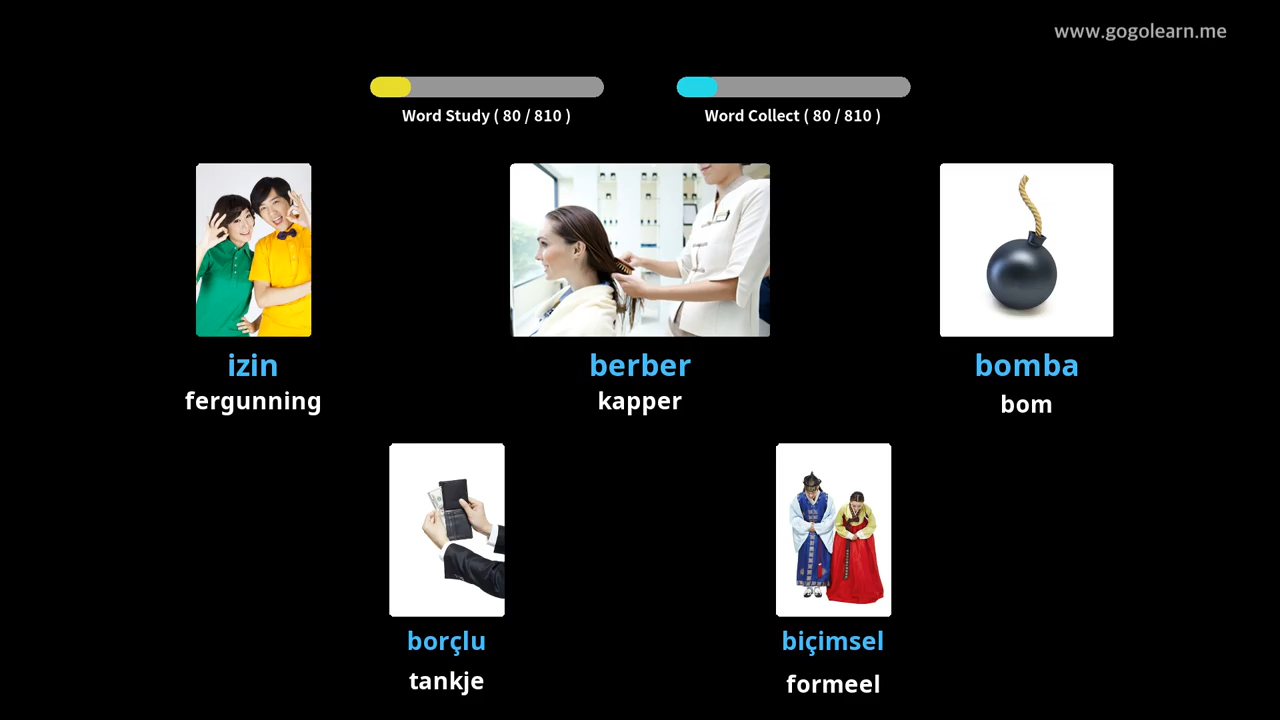 www.gogolearn.me
Word Study ( 80 / 810 )
Word Collect ( 80 / 810 )
izin
fergunning
berber
kapper
bomba
bom
borçlu
tankje
biçimsel
formeel